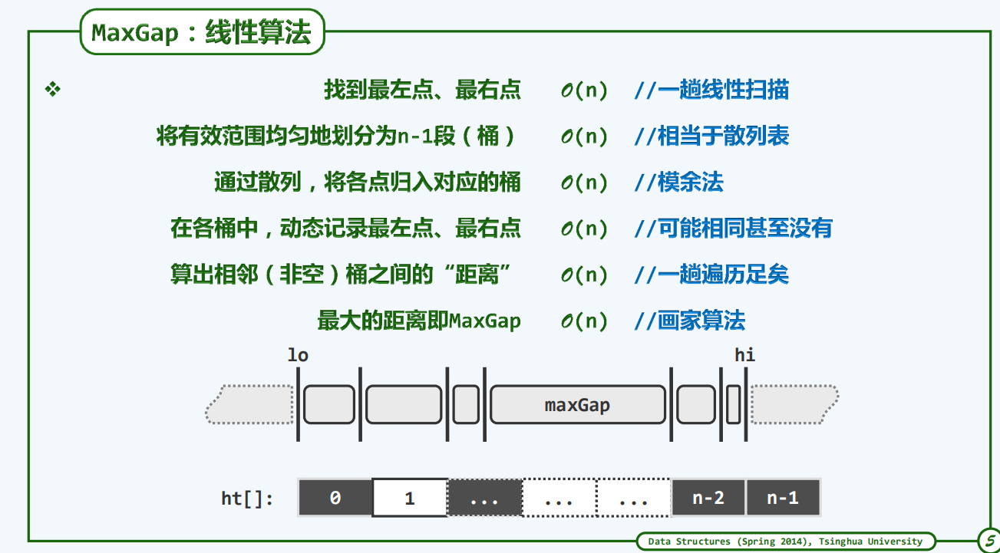 MaxGap：线性算法
❖ 找到最左点、最右点 O(n) //一趟线性扫描
将有效范围均匀地划分为n-1段（桶） O(n) //相当于散列表
通过散列，将各点归入对应的桶 O(n) //模余法
在各桶中，动态记录最左点、最右点 O(n) //可能相同甚至没有
算出相邻（非空）桶之间的“距离” O(n) //一趟遍历足矣
最大的距离即MaxGap O(n) //画家算法
lo hi
maxGap
ht[]: 0 1 ... ... ... n-2 n-1
Data Structures (Spring 2014), Tsinghua University 5